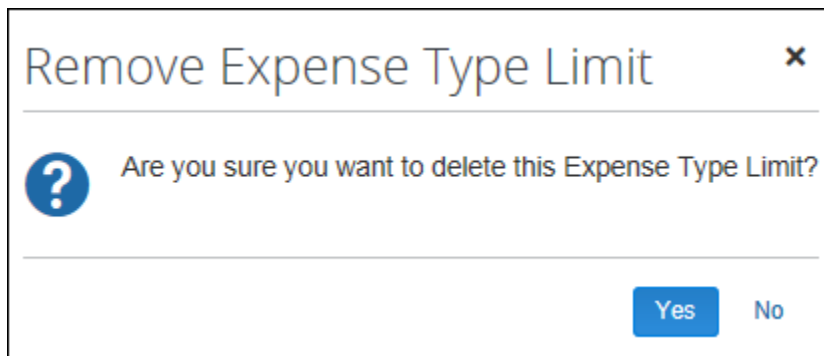 Remove Expense Type Limit ×
? Are you sure you want to delete this Expense Type Limit?
Yes No